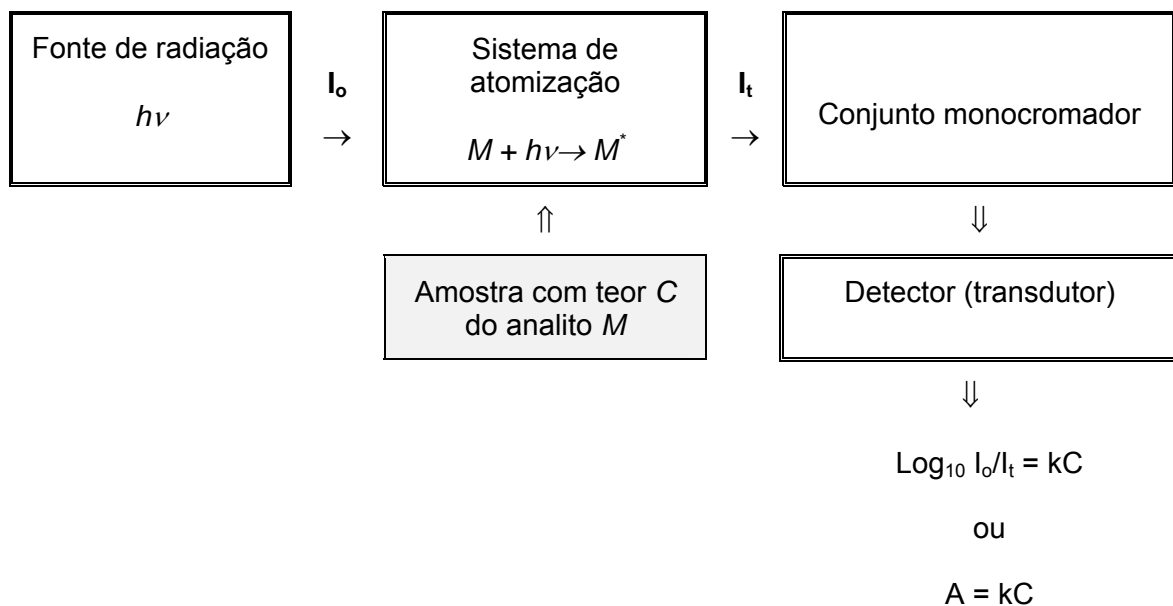 Fonte de radiação
hν
I₀
→
Sistema de
atomização
M + hν→ M*
Iₜ
→
Conjunto monocromador
⇑
⇓
Amostra com teor C
do analito M
Detector (transdutor)
⇓
Log₁₀ Iₒ/Iₜ = kC
ou
A = kC